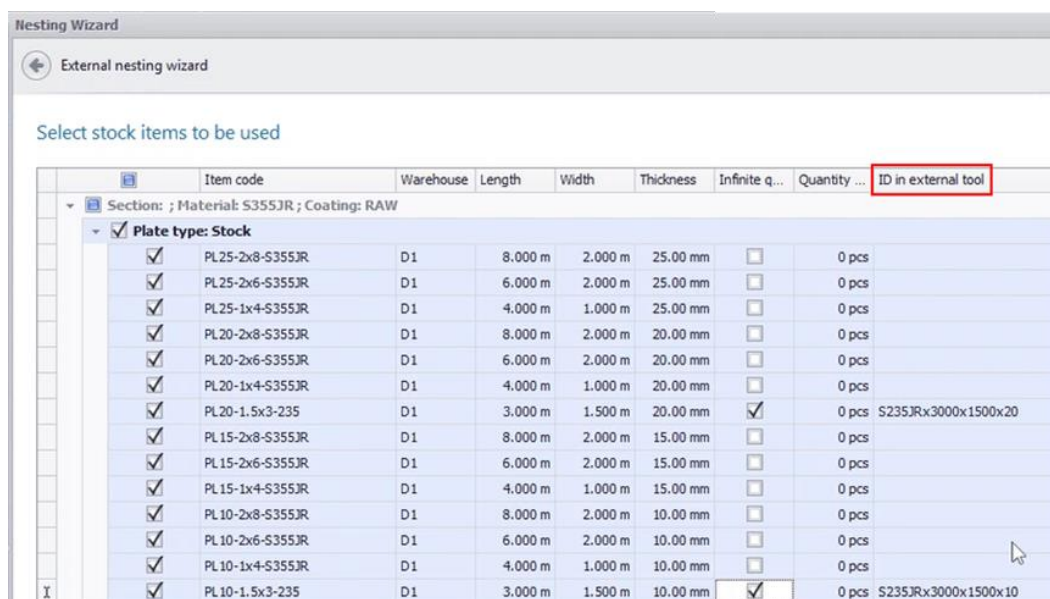 Nesting Wizard
External nesting wizard
Select stock items to be used
Item code Warehouse Length Width Thickness Infinite q... Quantity ... ID in external tool
Section: ; Material: S355JR ; Coating: RAW
Plate type: Stock
PL25-2x8-S355JR D1 8.000 m 2.000 m 25.00 mm 0 pcs
PL25-2x6-S355JR D1 6.000 m 2.000 m 25.00 mm 0 pcs
PL25-1x4-S355JR D1 4.000 m 1.000 m 25.00 mm 0 pcs
PL20-2x8-S355JR D1 8.000 m 2.000 m 20.00 mm 0 pcs
PL20-2x6-S355JR D1 6.000 m 2.000 m 20.00 mm 0 pcs
PL20-1x4-S355JR D1 4.000 m 1.000 m 20.00 mm 0 pcs
PL20-1.5x3-235 D1 3.000 m 1.500 m 20.00 mm 0 pcs S235JRx3000x1500x20
PL15-2x8-S355JR D1 8.000 m 2.000 m 15.00 mm 0 pcs
PL15-2x6-S355JR D1 6.000 m 2.000 m 15.00 mm 0 pcs
PL15-1x4-S355JR D1 4.000 m 1.000 m 15.00 mm 0 pcs
PL10-2x8-S355JR D1 8.000 m 2.000 m 10.00 mm 0 pcs
PL10-2x6-S355JR D1 6.000 m 2.000 m 10.00 mm 0 pcs
PL10-1x4-S355JR D1 4.000 m 1.000 m 10.00 mm 0 pcs
PL10-1.5x3-235 D1 3.000 m 1.500 m 10.00 mm 0 pcs S235JRx3000x1500x10